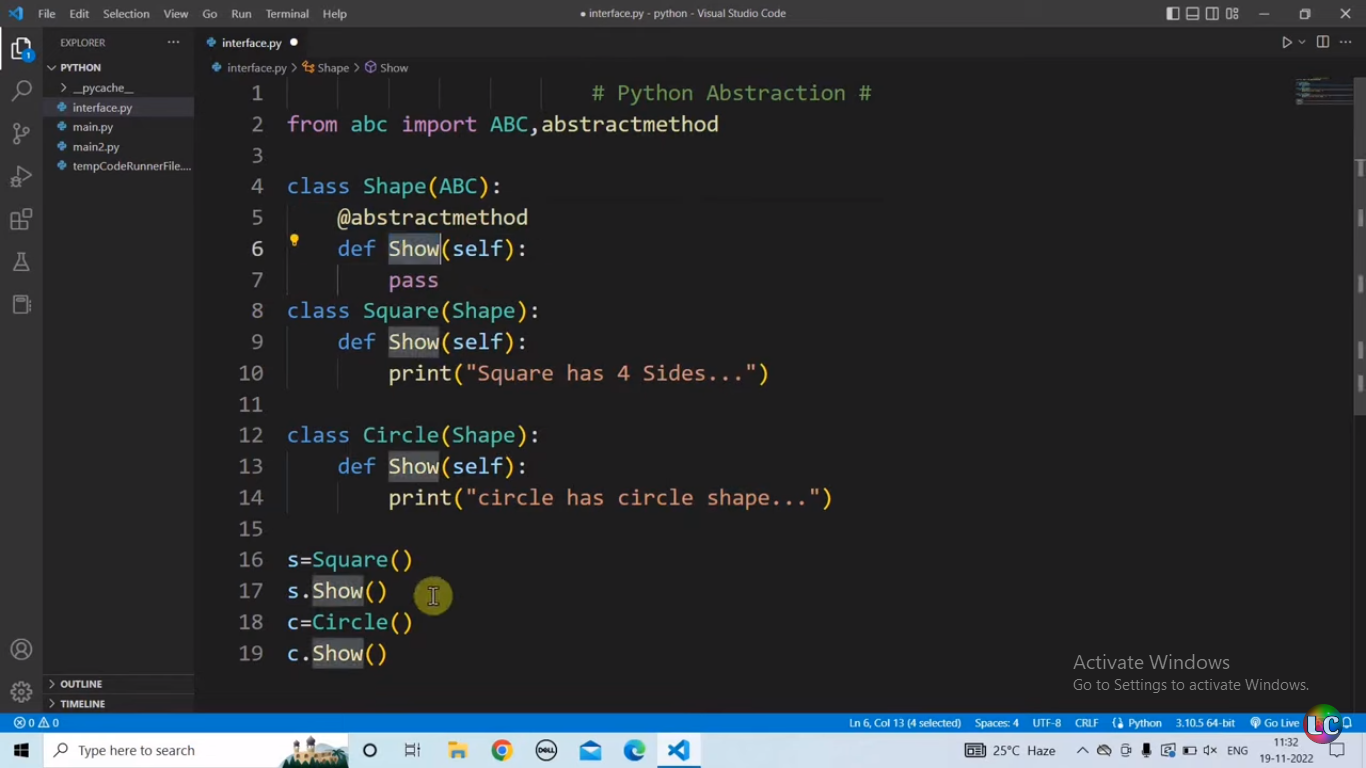 File Edit Selection View Go Run Terminal Help
● interface.py - python - Visual Studio Code
EXPLORER
PYTHON
__pycache__
interface.py
main.py
main2.py
tempCodeRunnerFile....
OUTLINE
TIMELINE
interface.py
interface.py > Shape > Show
1 # Python Abstraction #
2 from abc import ABC,abstractmethod
3
4 class Shape(ABC):
5 @abstractmethod
6 def Show(self):
7 pass
8 class Square(Shape):
9 def Show(self):
10 print("Square has 4 Sides...")
11
12 class Circle(Shape):
13 def Show(self):
14 print("circle has circle shape...")
15
16 s=Square()
17 s.Show()
18 c=Circle()
19 c.Show()
Activate Windows
Go to Settings to activate Windows.
0 0 Ln 6, Col 13 (4 selected) Spaces: 4 UTF-8 CRLF Python 3.10.5 64-bit Go Live LC
Type here to search DELL 25°C Haze ENG 11:32
19-11-2022